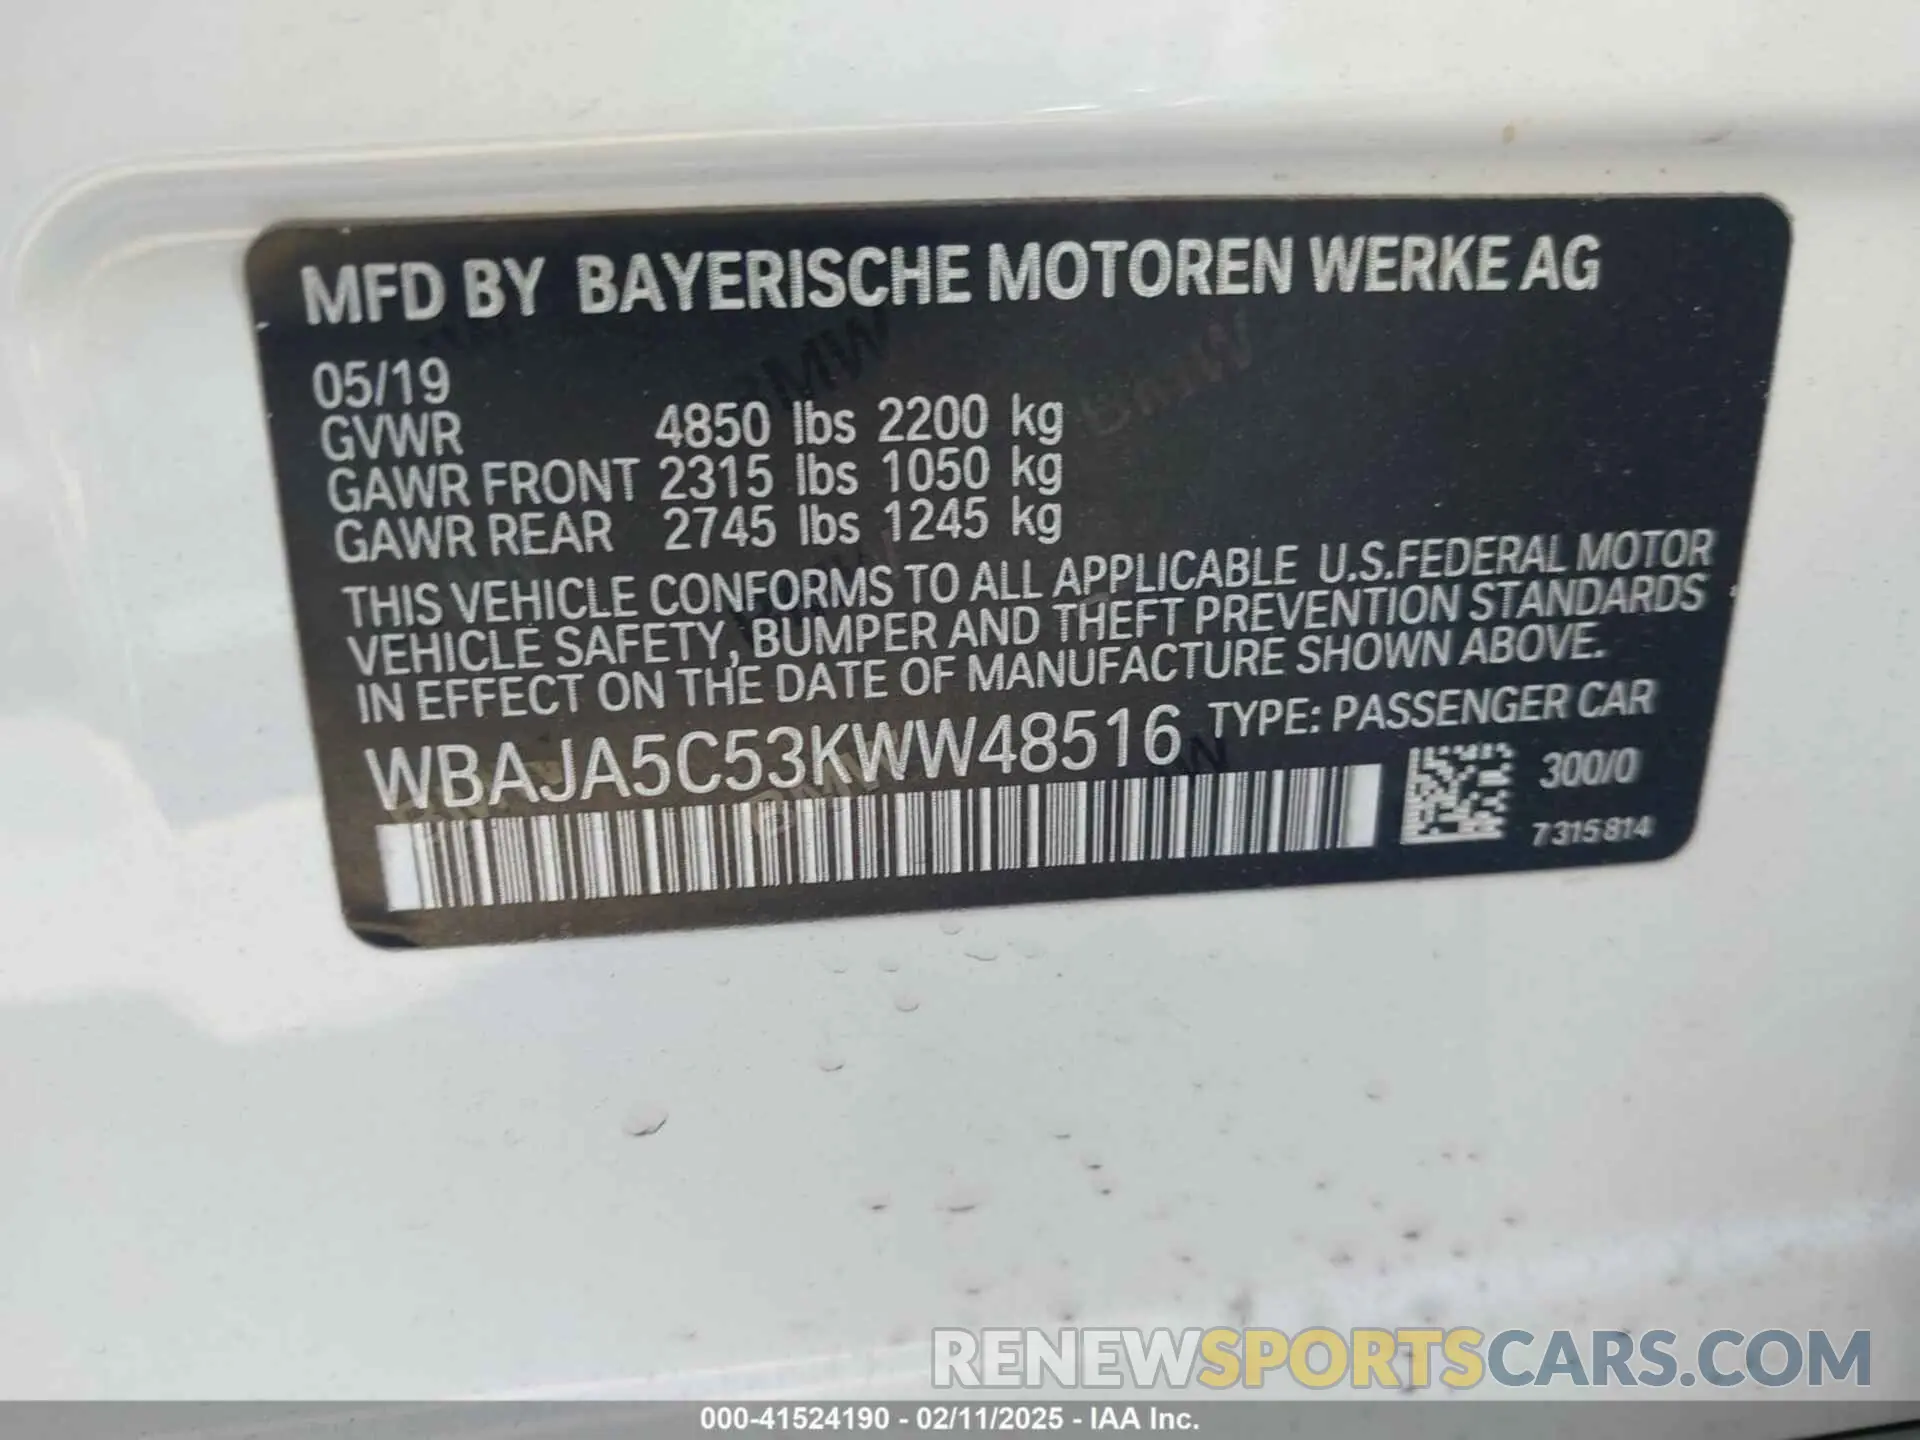 MFD BY BAYERISCHE MOTOREN WERKE AG
05/19
GVWR 4850 lbs 2200 kg
GAWR FRONT 2315 lbs 1050 kg
GAWR REAR 2745 lbs 1245 kg
THIS VEHICLE CONFORMS TO ALL APPLICABLE U.S.FEDERAL MOTOR
VEHICLE SAFETY, BUMPER AND THEFT PREVENTION STANDARDS
IN EFFECT ON THE DATE OF MANUFACTURE SHOWN ABOVE.
WBAJA5C53KWW48516 TYPE: PASSENGER CAR
300/0
7315814
RENEWSPORTSCARS.COM
000-41524190 - 02/11/2025 - IAA Inc.